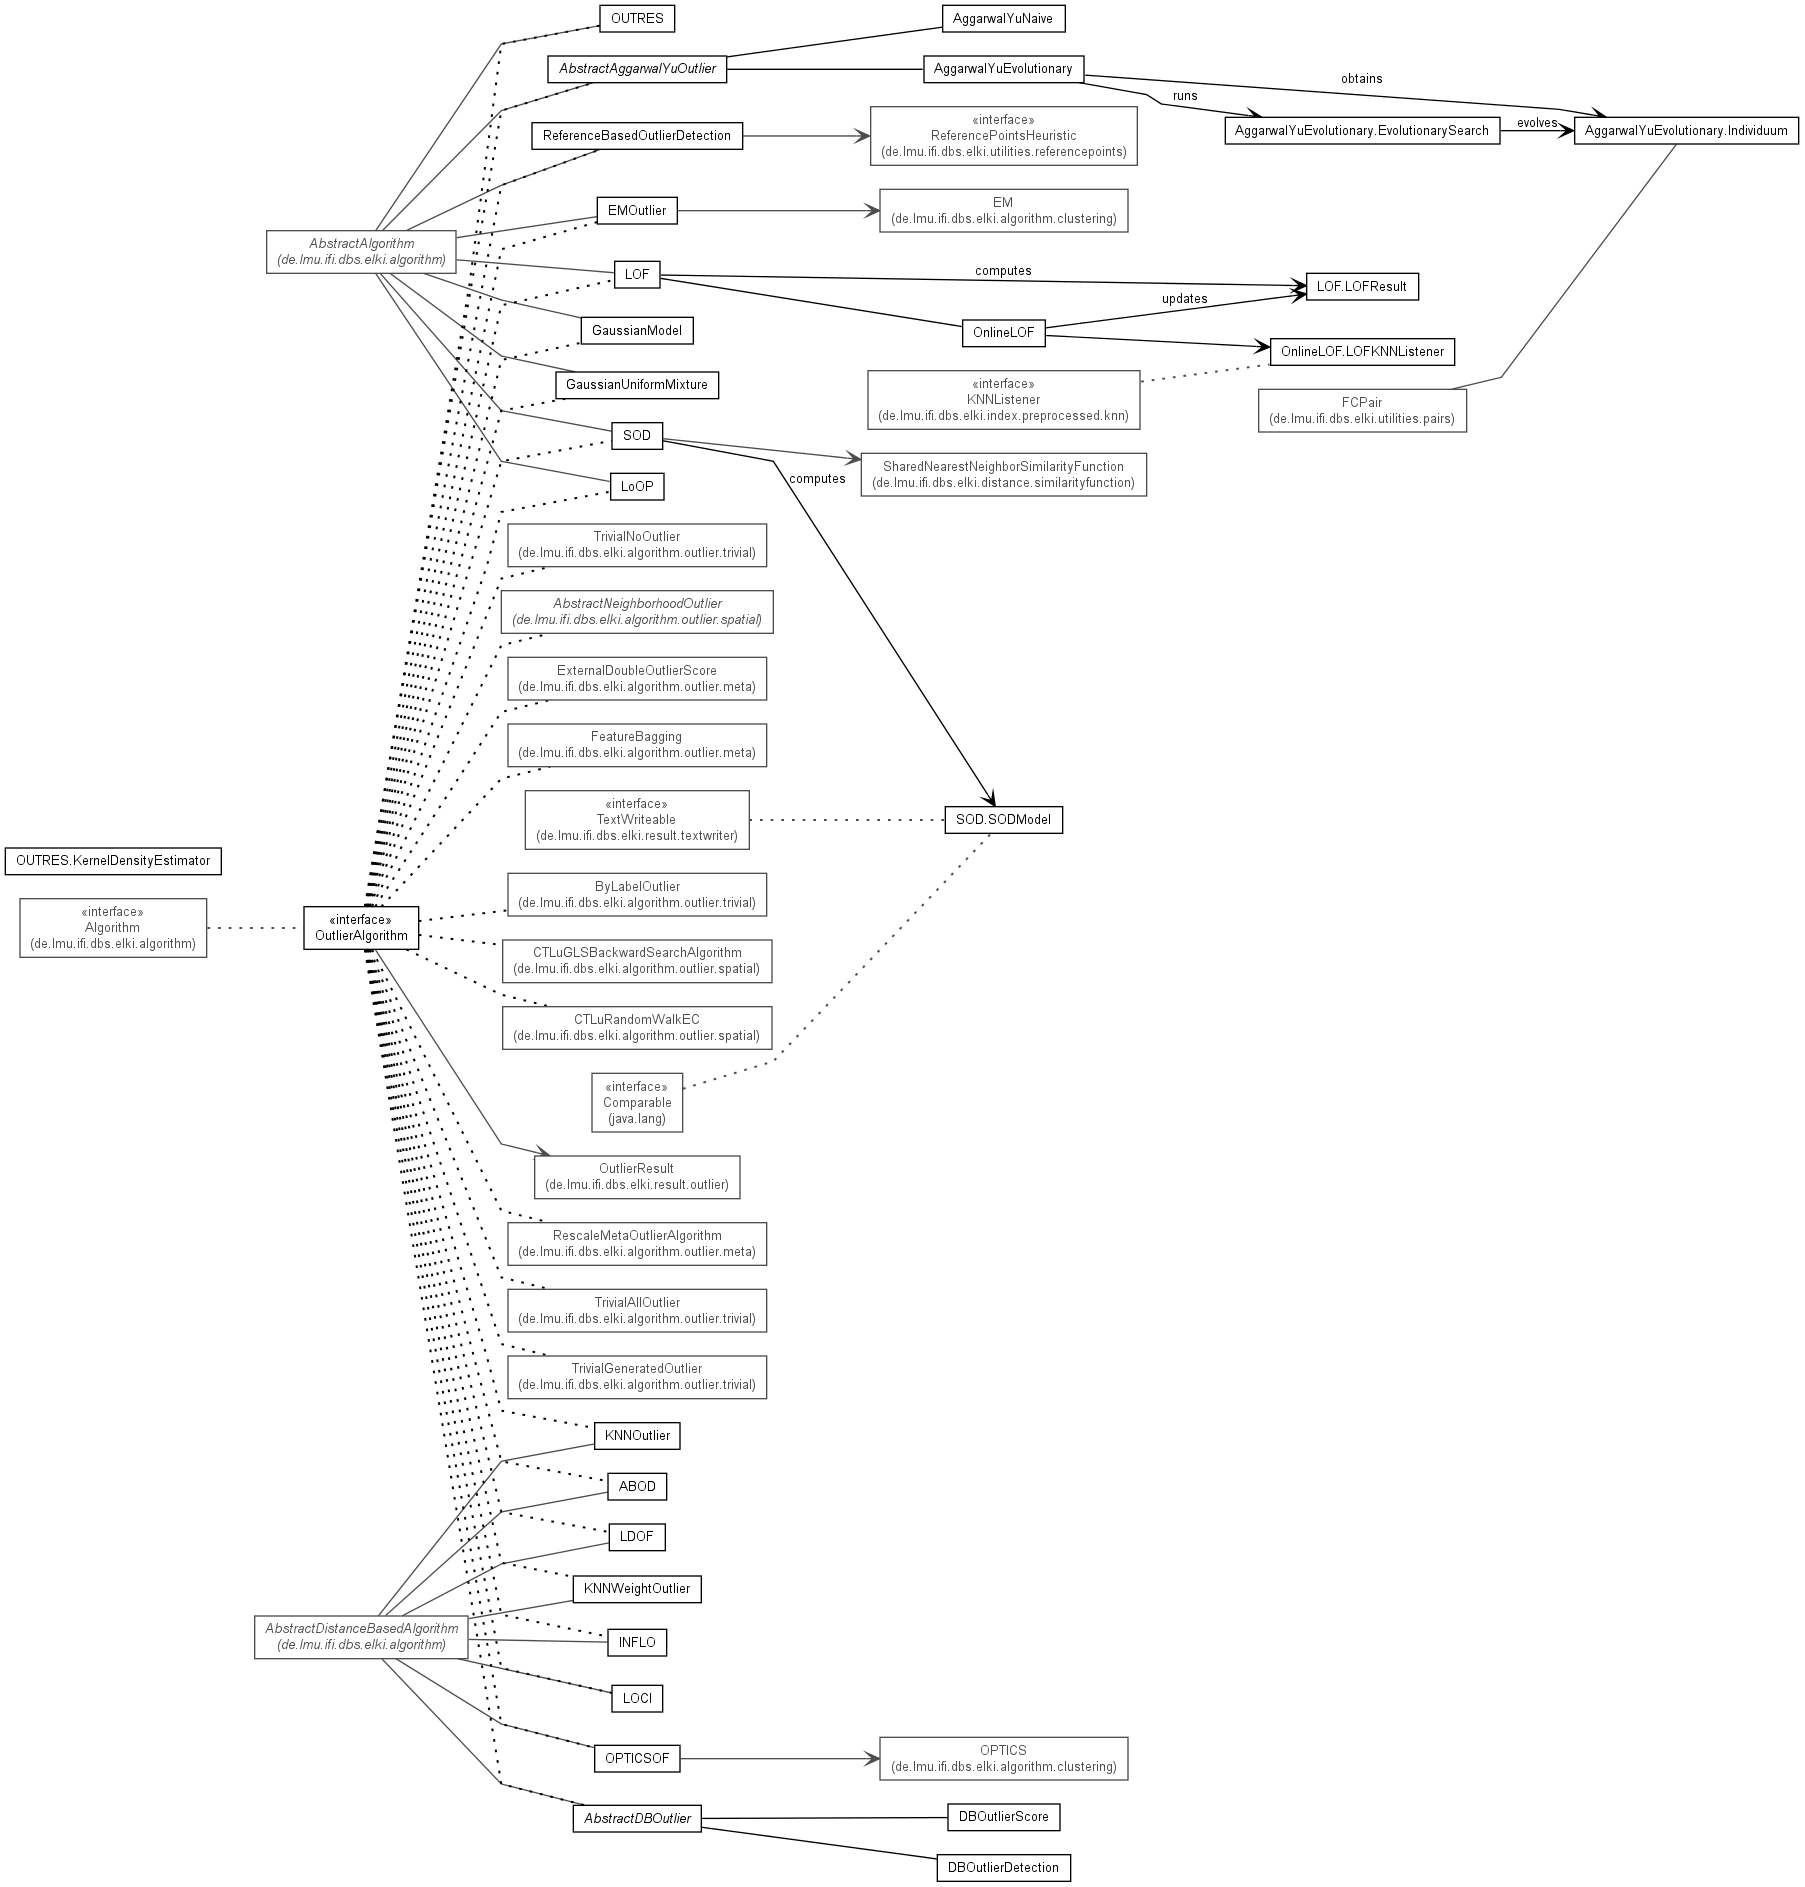 OUTRES
AggarwalYuNaive
AbstractAggarwalYuOutlier
AggarwalYuEvolutionary
obtains
runs
ReferenceBasedOutlierDetection
«interface»
ReferencePointsHeuristic
(de.lmu.ifi.dbs.elki.utilities.referencepoints)
AggarwalYuEvolutionary.EvolutionarySearch
evolves
AggarwalYuEvolutionary.Individuum
EMOutlier
EM
(de.lmu.ifi.dbs.elki.algorithm.clustering)
AbstractAlgorithm
(de.lmu.ifi.dbs.elki.algorithm)
LOF
computes
LOF.LOFResult
updates
GaussianModel
OnlineLOF
OnlineLOF.LOFKNNListener
GaussianUniformMixture
«interface»
KNNListener
(de.lmu.ifi.dbs.elki.index.preprocessed.knn)
FCPair
(de.lmu.ifi.dbs.elki.utilities.pairs)
SOD
SharedNearestNeighborSimilarityFunction
(de.lmu.ifi.dbs.elki.distance.similarityfunction)
computes
LoOP
TrivialNoOutlier
(de.lmu.ifi.dbs.elki.algorithm.outlier.trivial)
AbstractNeighborhoodOutlier
(de.lmu.ifi.dbs.elki.algorithm.outlier.spatial)
ExternalDoubleOutlierScore
(de.lmu.ifi.dbs.elki.algorithm.outlier.meta)
FeatureBagging
(de.lmu.ifi.dbs.elki.algorithm.outlier.meta)
«interface»
TextWriteable
(de.lmu.ifi.dbs.elki.result.textwriter)
SOD.SODModel
OUTRES.KernelDensityEstimator
ByLabelOutlier
(de.lmu.ifi.dbs.elki.algorithm.outlier.trivial)
«interface»
Algorithm
(de.lmu.ifi.dbs.elki.algorithm)
«interface»
OutlierAlgorithm
CTLuGLSBackwardSearchAlgorithm
(de.lmu.ifi.dbs.elki.algorithm.outlier.spatial)
CTLuRandomWalkEC
(de.lmu.ifi.dbs.elki.algorithm.outlier.spatial)
«interface»
Comparable
(java.lang)
OutlierResult
(de.lmu.ifi.dbs.elki.result.outlier)
RescaleMetaOutlierAlgorithm
(de.lmu.ifi.dbs.elki.algorithm.outlier.meta)
TrivialAllOutlier
(de.lmu.ifi.dbs.elki.algorithm.outlier.trivial)
TrivialGeneratedOutlier
(de.lmu.ifi.dbs.elki.algorithm.outlier.trivial)
KNNOutlier
ABOD
LDOF
KNNWeightOutlier
AbstractDistanceBasedAlgorithm
(de.lmu.ifi.dbs.elki.algorithm)
INFLO
LOCI
OPTICSOF
OPTICS
(de.lmu.ifi.dbs.elki.algorithm.clustering)
AbstractDBOutlier
DBOutlierScore
DBOutlierDetection